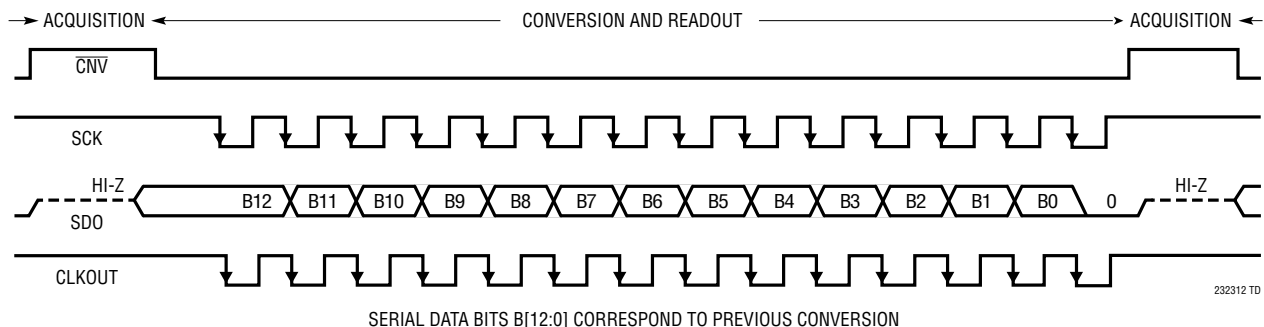 ACQUISITION CONVERSION AND READOUT ACQUISITION
CNV
SCK
HI-Z B12 B11 B10 B9 B8 B7 B6 B5 B4 B3 B2 B1 B0 0 HI-Z
SDO
CLKOUT
232312 TD
SERIAL DATA BITS B[12:0] CORRESPOND TO PREVIOUS CONVERSION